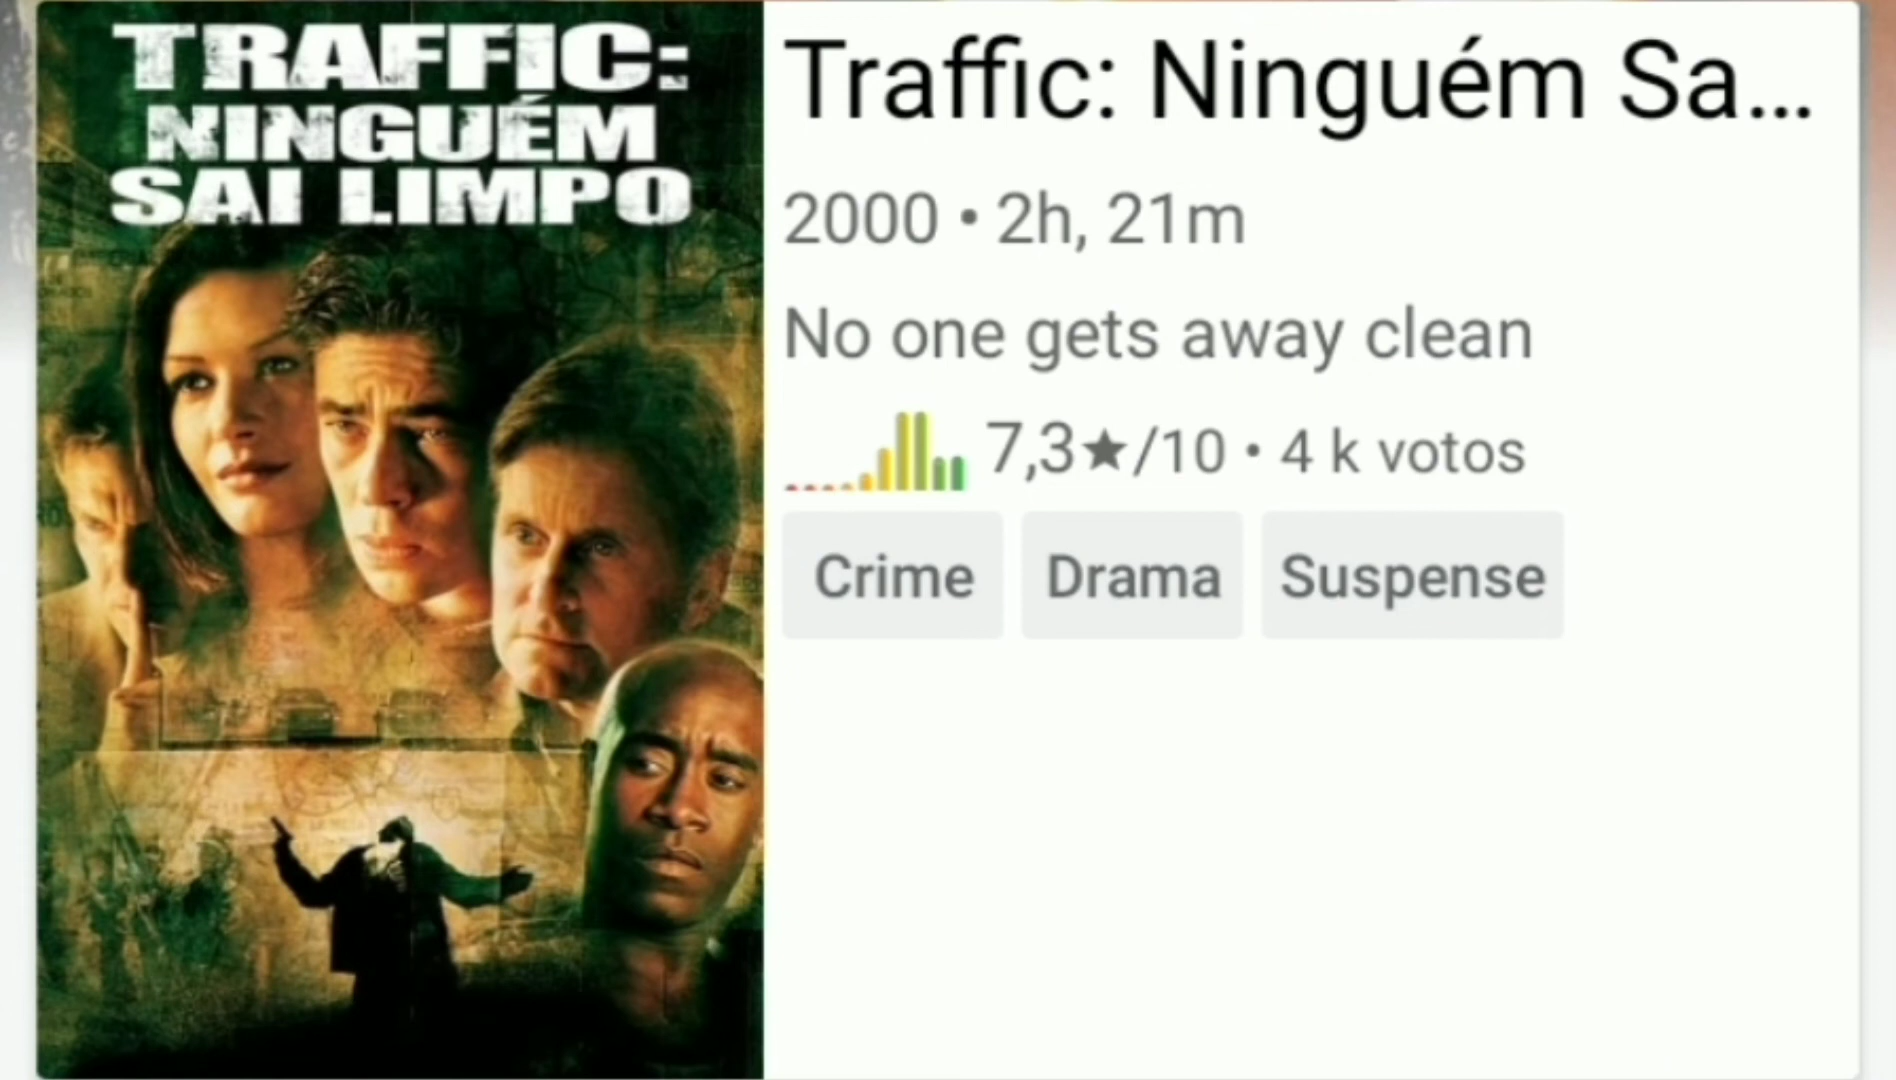 TRAFFIC:
NINGUÉM
SAI LIMPO
Traffic: Ninguém Sa...
2000 • 2h, 21m
No one gets away clean
7,3★/10 • 4 k votos
Crime
Drama
Suspense